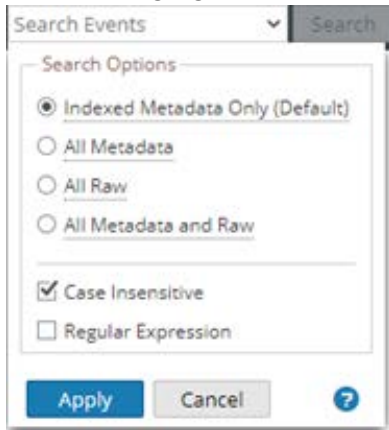 Search Events Search
Search Options
Indexed Metadata Only (Default)
All Metadata
All Raw
All Metadata and Raw
Case Insensitive
Regular Expression
Apply Cancel ?